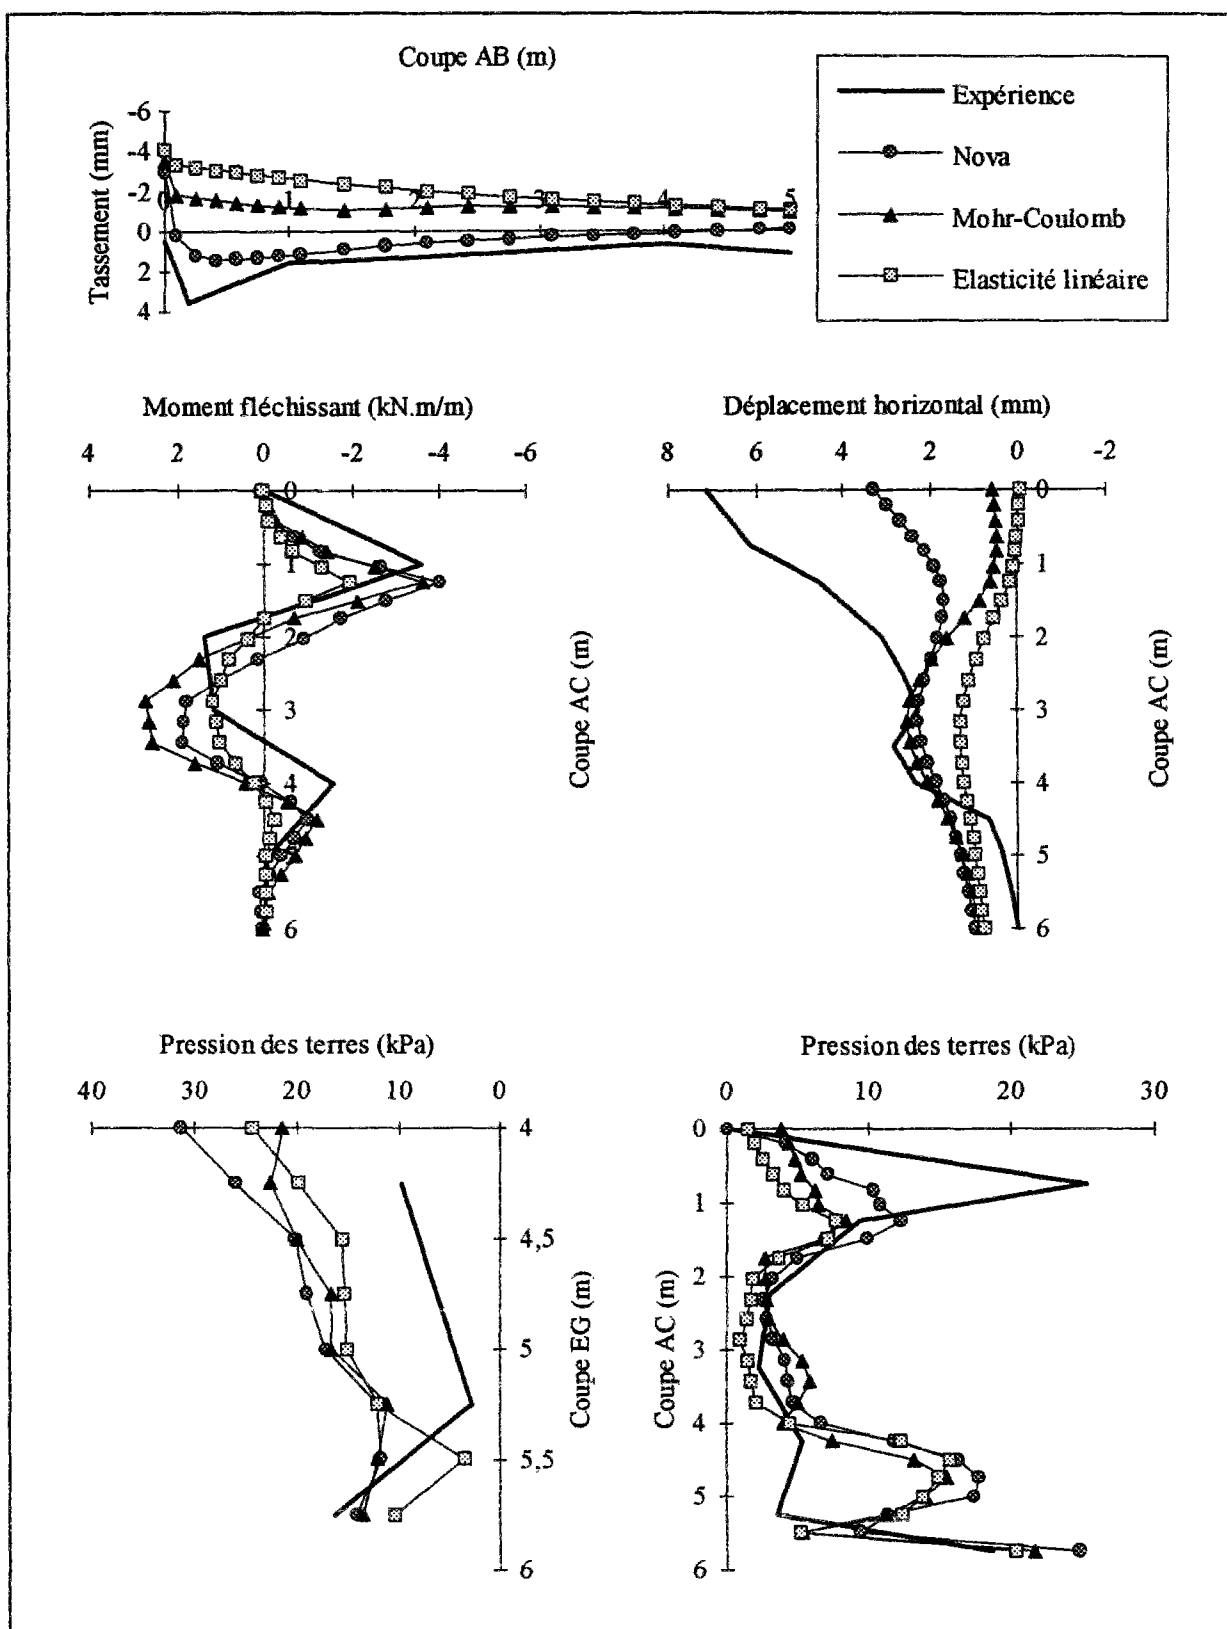 Coupe AB (m)
Tassement (mm)
-6
-4
-2
0
2
4
0 1 2 3 4 5
Expérience
Nova
Mohr-Coulomb
Elasticité linéaire
Moment fléchissant (kN.m/m)
4 2 0 -2 -4 -6
0
1
2
3
4
5
6
Coupe AC (m)
Déplacement horizontal (mm)
8 6 4 2 0 -2
0
1
2
3
4
5
6
Coupe AC (m)
Pression des terres (kPa)
40 30 20 10 0
4
4,5
5
5,5
6
Coupe EG (m)
Pression des terres (kPa)
0 10 20 30
0
1
2
3
4
5
6
Coupe AC (m)